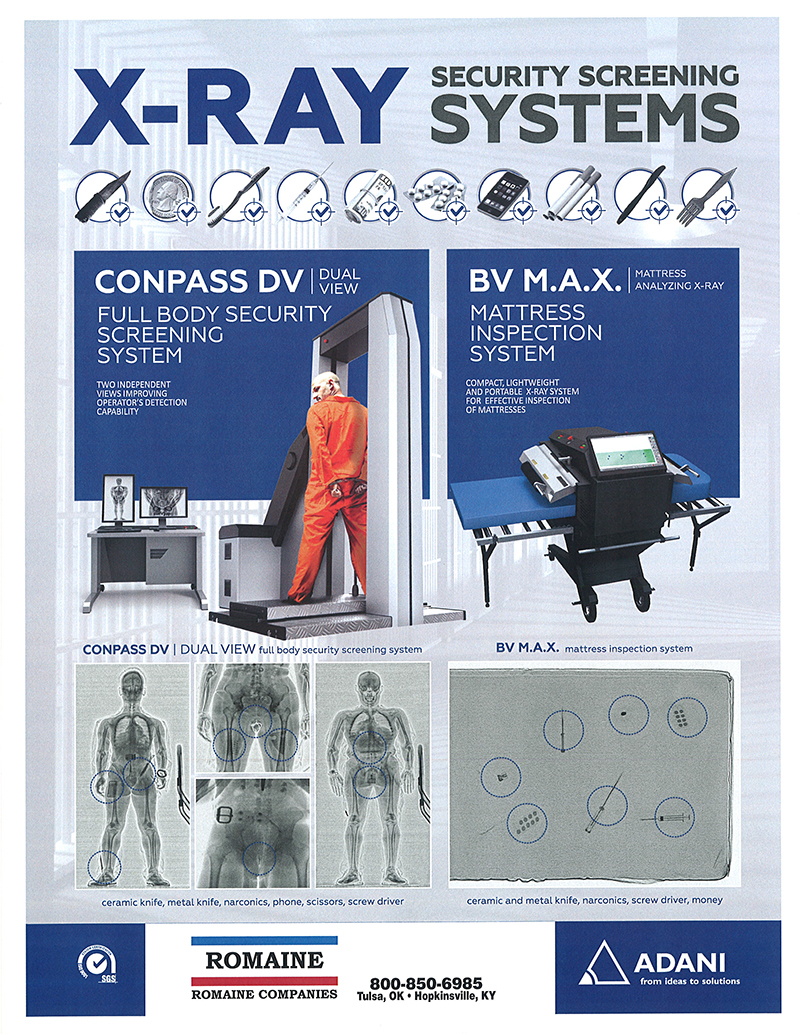 X-RAY SECURITY SCREENING
SYSTEMS
CONPASS DV | DUAL
VIEW
FULL BODY SECURITY
SCREENING
SYSTEM
TWO INDEPENDENT
VIEWS IMPROVING
OPERATOR'S DETECTION
CAPABILITY
BV M.A.X. | MATTRESS
ANALYZING X-RAY
MATTRESS
INSPECTION
SYSTEM
COMPACT, LIGHTWEIGHT
AND PORTABLE X-RAY SYSTEM
FOR EFFECTIVE INSPECTION
OF MATTRESSES
CONPASS DV | DUAL VIEW full body security screening system
BV M.A.X. mattress inspection system
ceramic knife, metal knife, narconics, phone, scissors, screw driver
ceramic and metal knife, narconics, screw driver, money
SGS
ROMAINE
ROMAINE COMPANIES
800-850-6985
Tulsa, OK • Hopkinsville, KY
ADANI
from ideas to solutions